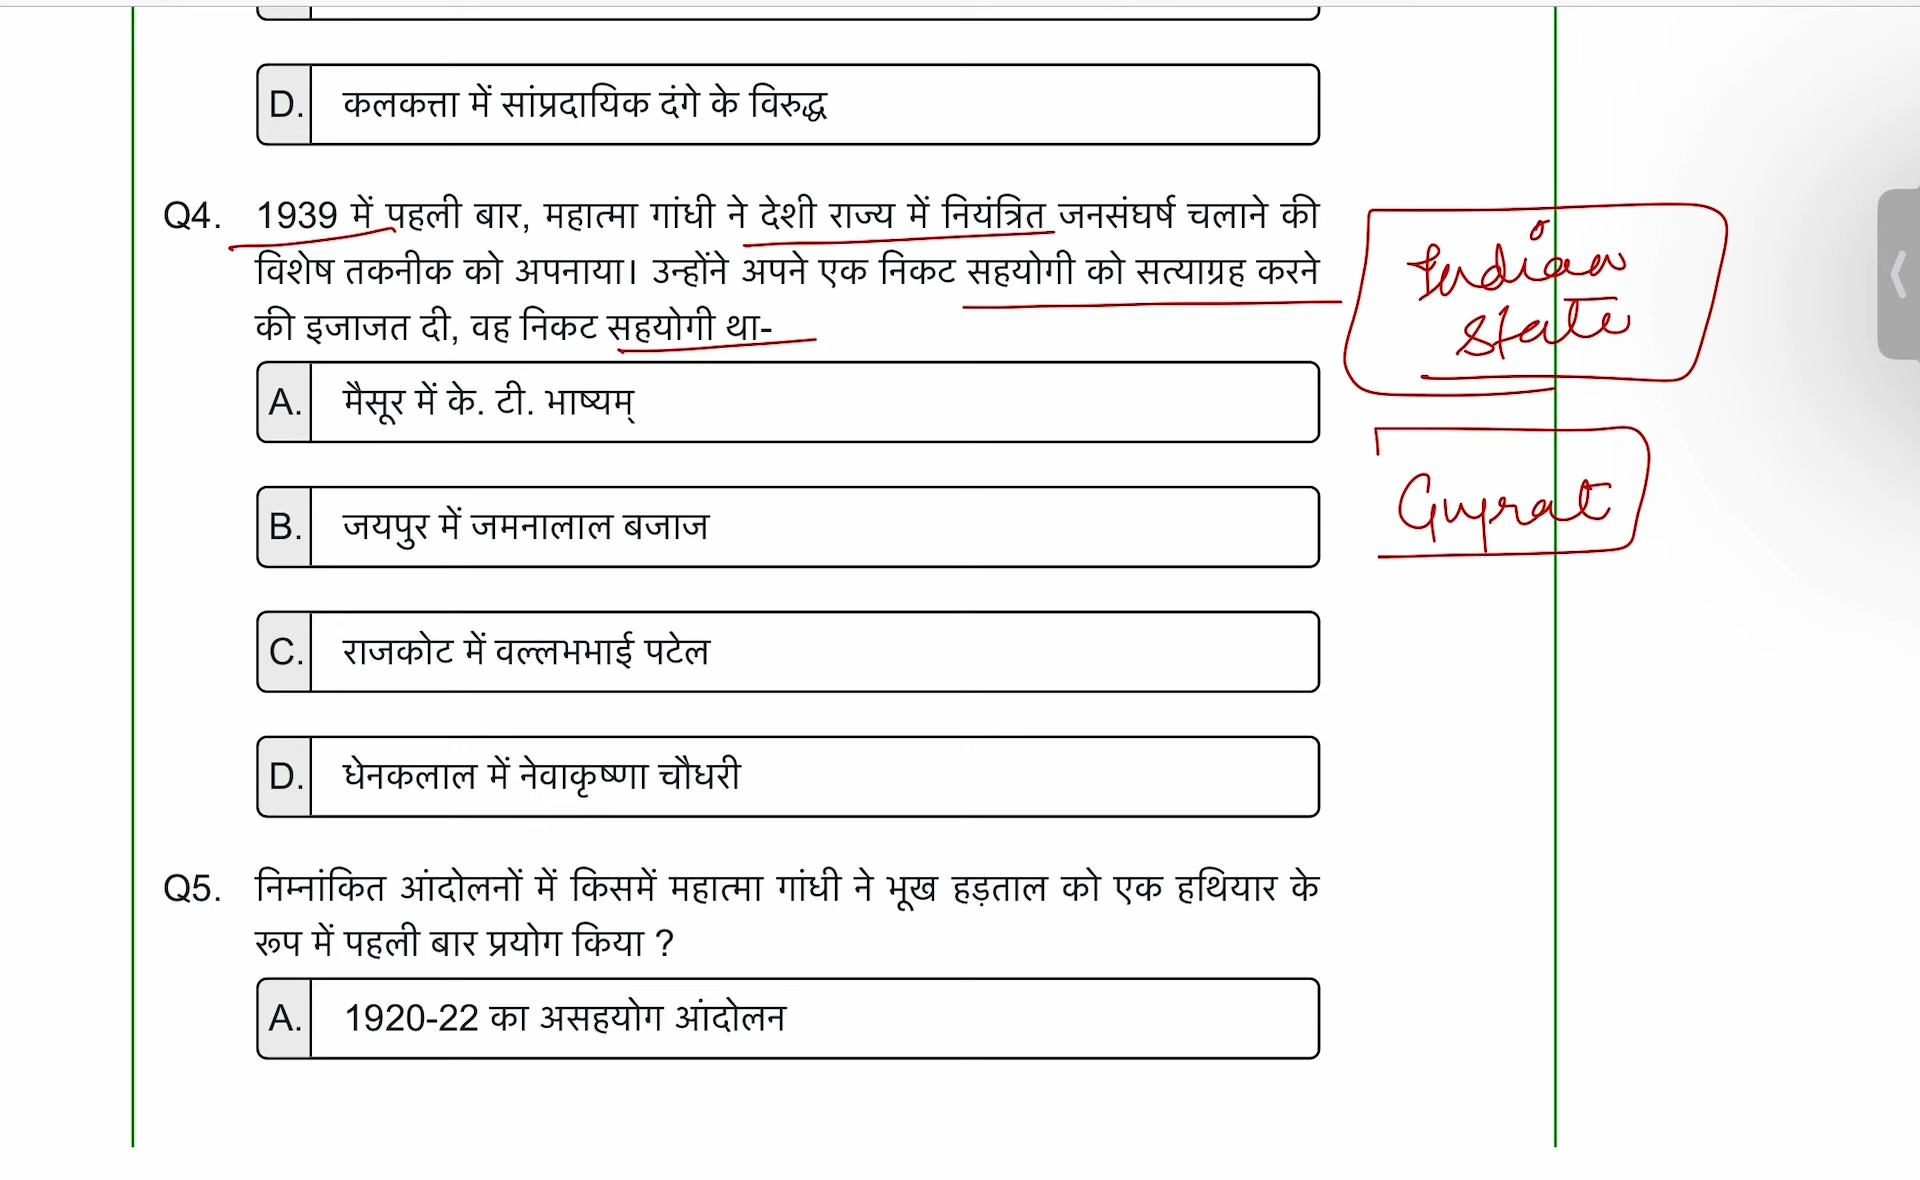 D. कलकत्ता में सांप्रदायिक दंगे के विरुद्ध
Q4. 1939 में पहली बार, महात्मा गांधी ने देशी राज्य में नियंत्रित जनसंघर्ष चलाने की
विशेष तकनीक को अपनाया। उन्होंने अपने एक निकट सहयोगी को सत्याग्रह करने
की इजाजत दी, वह निकट सहयोगी था-
Indian
State
A. मैसूर में के. टी. भाष्यम्
Gujrat
B. जयपुर में जमनालाल बजाज
C. राजकोट में वल्लभभाई पटेल
D. धेनकलाल में नेवाकृष्णा चौधरी
Q5. निम्नांकित आंदोलनों में किसमें महात्मा गांधी ने भूख हड़ताल को एक हथियार के
रूप में पहली बार प्रयोग किया ?
A. 1920-22 का असहयोग आंदोलन